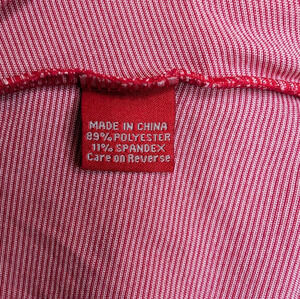 MADE IN CHINA
89% POLYESTER
11% SPANDEX
Care on Reverse